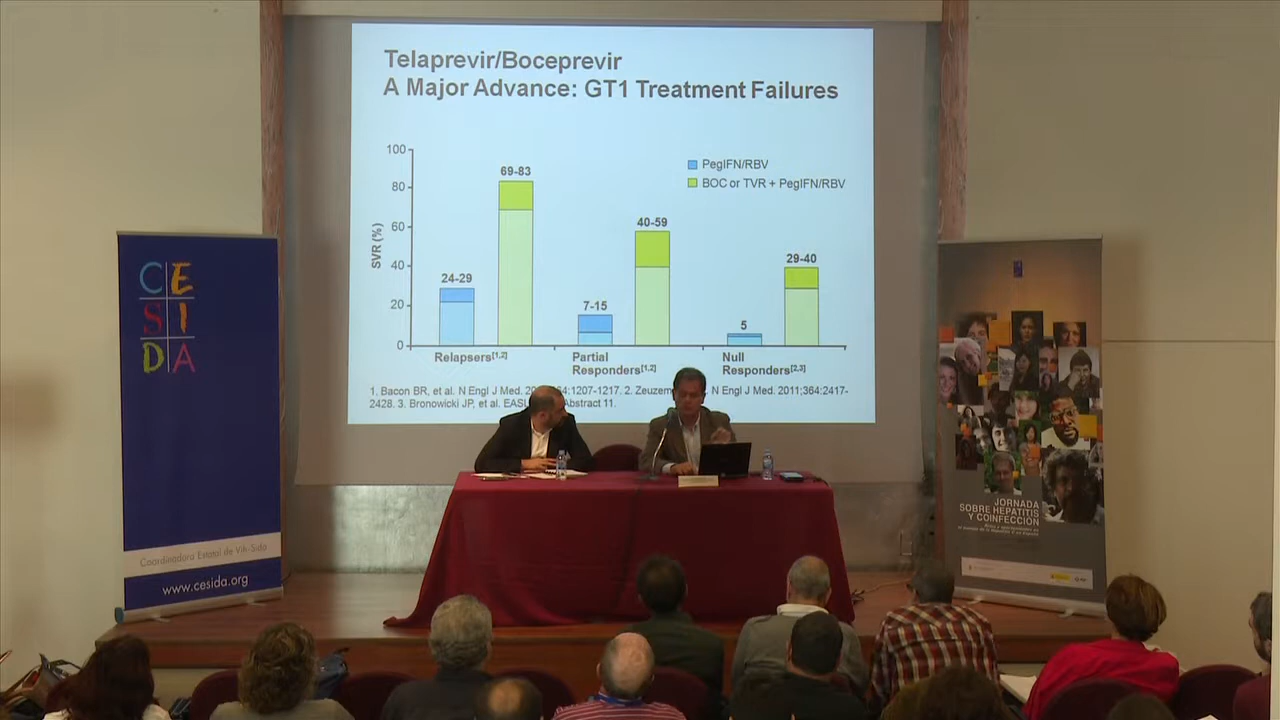 Telaprevir/Boceprevir
A Major Advance: GT1 Treatment Failures
PegIFN/RBV
BOC or TVR + PegIFN/RBV
SVR (%)
100
80
60
40
20
0
69-83
24-29
40-59
7-15
29-40
5
Relapsers[1,2]
Partial
Responders[1,2]
Null
Responders[2,3]
1. Bacon BR, et al. N Engl J Med. 20 64:1207-1217. 2. Zeuzem N Engl J Med. 2011;364:2417-
2428. 3. Bronowicki JP, et al. EASL Abstract 11.
CE
SI
DA
Coordinadora Estatal de Vih-Sida
www.cesida.org
JORNADA
SOBRE HEPATITIS
Y COINFECCIÓN